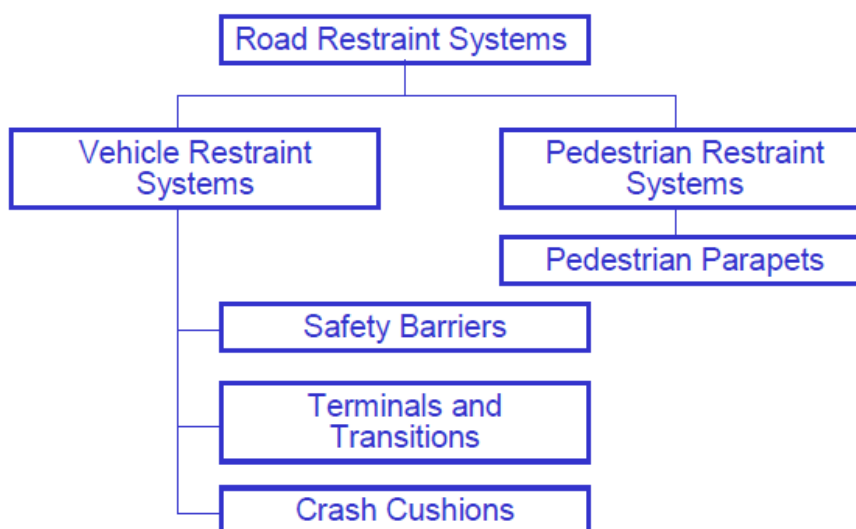 Road Restraint Systems
Vehicle Restraint
Systems
Pedestrian Restraint
Systems
Pedestrian Parapets
Safety Barriers
Terminals and
Transitions
Crash Cushions